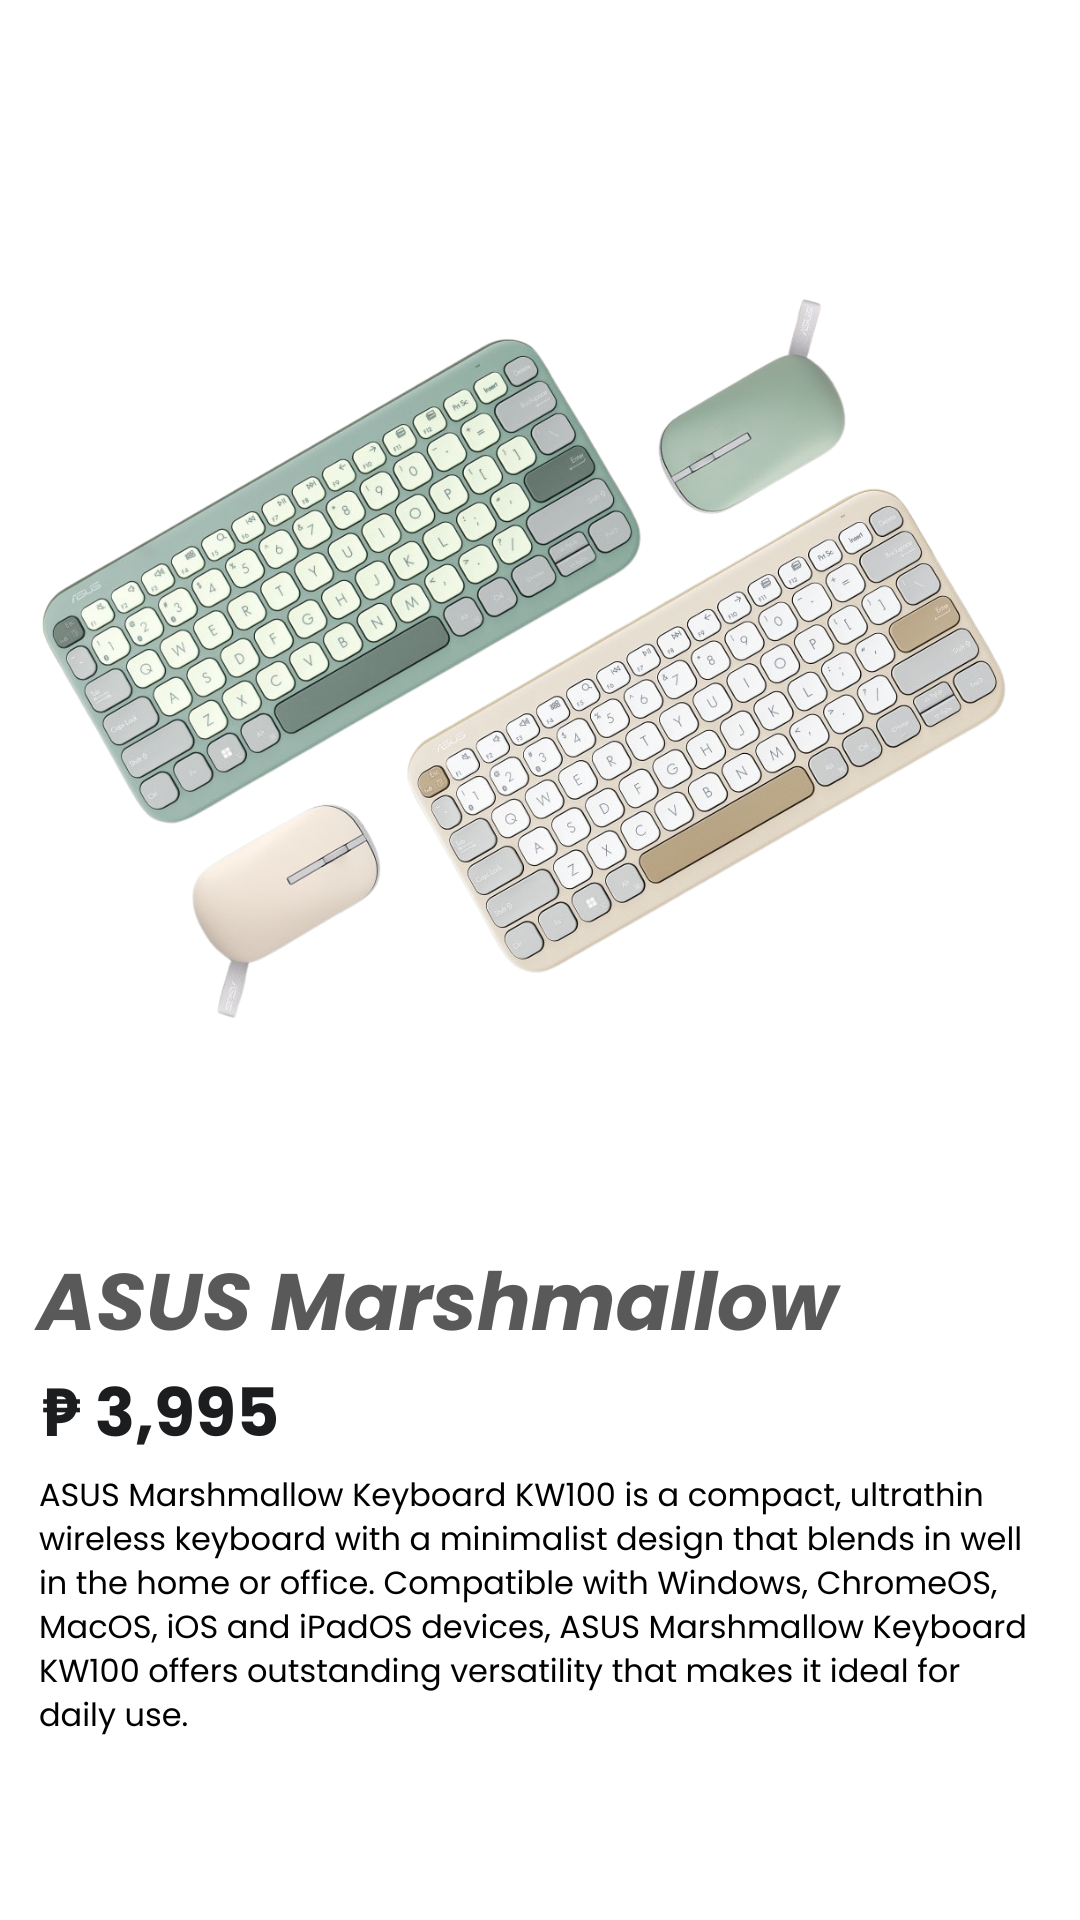 ASUS Marshmallow
₱ 3,995
ASUS Marshmallow Keyboard KW100 is a compact, ultrathin
wireless keyboard with a minimalist design that blends in well
in the home or office. Compatible with Windows, ChromeOS,
MacOS, iOS and iPadOS devices, ASUS Marshmallow Keyboard
KW100 offers outstanding versatility that makes it ideal for
daily use.